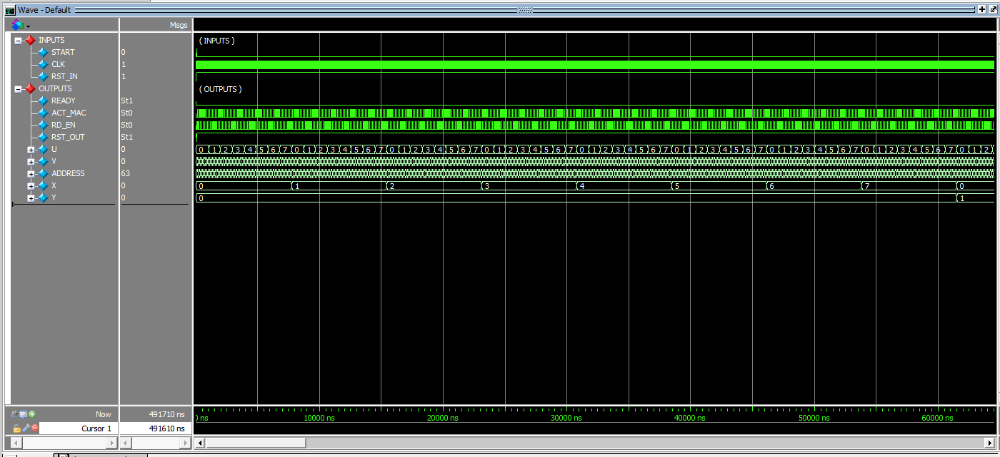 Wave - Default
Msgs
INPUTS ( INPUTS )
START 0
CLK 1
RST_IN 1
OUTPUTS ( OUTPUTS )
READY St1
ACT_MAC St0
RD_EN St0
RST_OUT St1
U 0 0 1 2 3 4 5 6 7 0 1 2 3 4 5 6 7 0 1 2 3 4 5 6 7 0 1 2 3 4 5 6 7 0 1 2 3 4 5 6 7 0 1 2 3 4 5 6 7 0 1 2 3 4 5 6 7 0 1 2 3 4 5 6 7 0 1 2
V 0
ADDRESS 63
X 0 0 1 2 3 4 5 6 7 0
Y 0 0 1
Now 491710 ns ns 10000 ns 20000 ns 30000 ns 40000 ns 50000 ns 60000 ns
Cursor 1 491610 ns